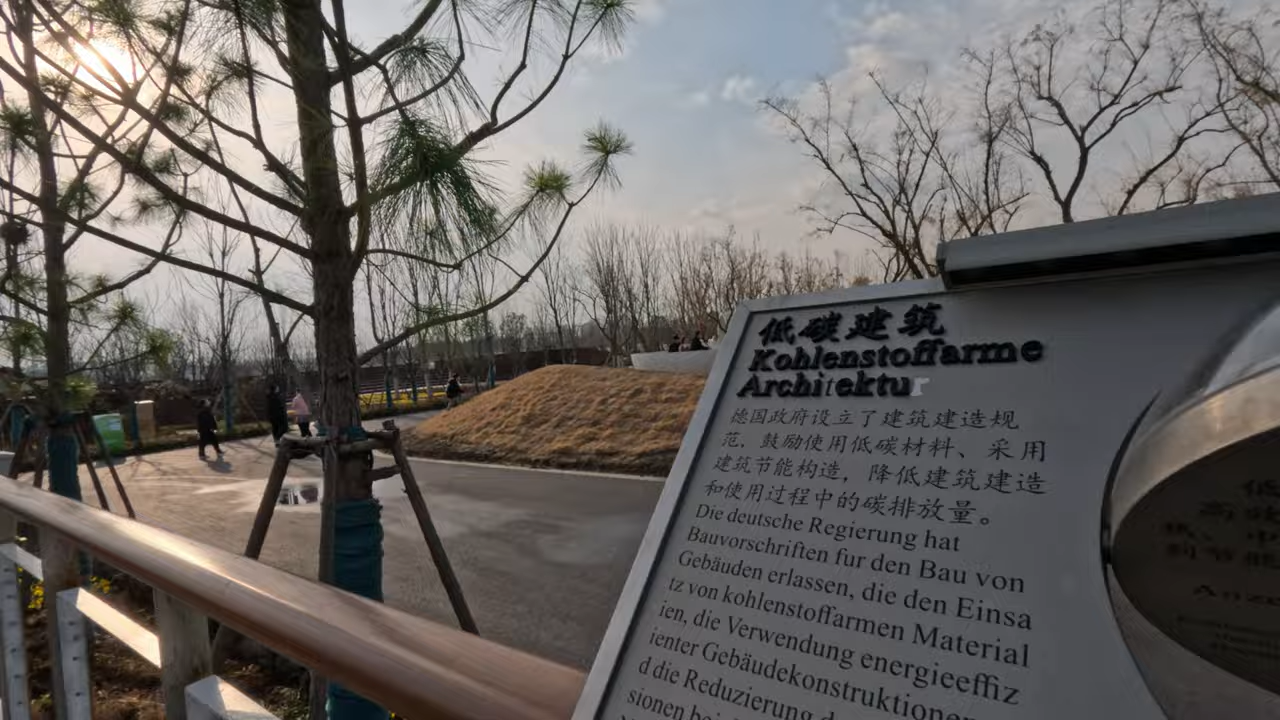 低碳建筑
Kohlenstoffarme
Architektur
德国政府设立了建筑建造规
范，鼓励使用低碳材料、采用
建筑节能构造，降低建筑建造
和使用过程中的碳排放量。
Die deutsche Regierung hat
Bauvorschriften fur den Bau von
Gebäuden erlassen, die den Einsa
tz von kohlenstoffarmen Material
ien, die Verwendung energieeffiz
ienter Gebäudekonstruktionen
d die Reduzierung
sionen bei